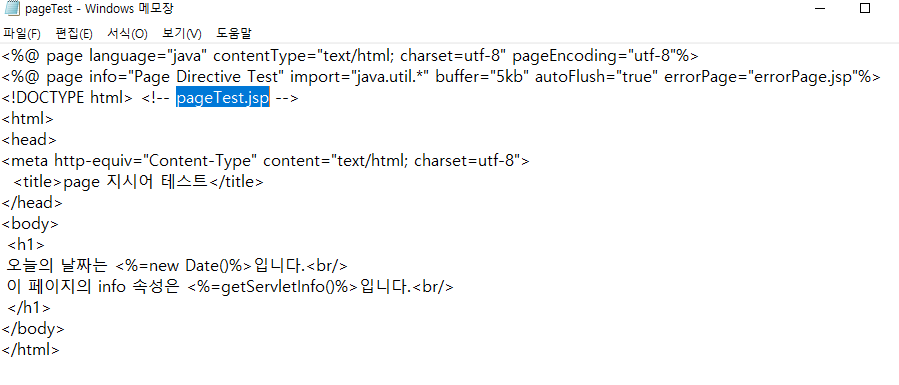 pageTest - Windows 메모장
파일(F) 편집(E) 서식(O) 보기(V) 도움말
<%@ page language="java" contentType="text/html; charset=utf-8" pageEncoding="utf-8"%>
<%@ page info="Page Directive Test" import="java.util.*" buffer="5kb" autoFlush="true" errorPage="errorPage.jsp"%>
<!DOCTYPE html> <!-- pageTest.jsp -->
<html>
<head>
<meta http-equiv="Content-Type" content="text/html; charset=utf-8">
<title>page 지시어 테스트</title>
</head>
<body>
<h1>
오늘의 날짜는 <%=new Date()%>입니다.<br/>
이 페이지의 info 속성은 <%=getServletInfo()%>입니다.<br/>
</h1>
</body>
</html>